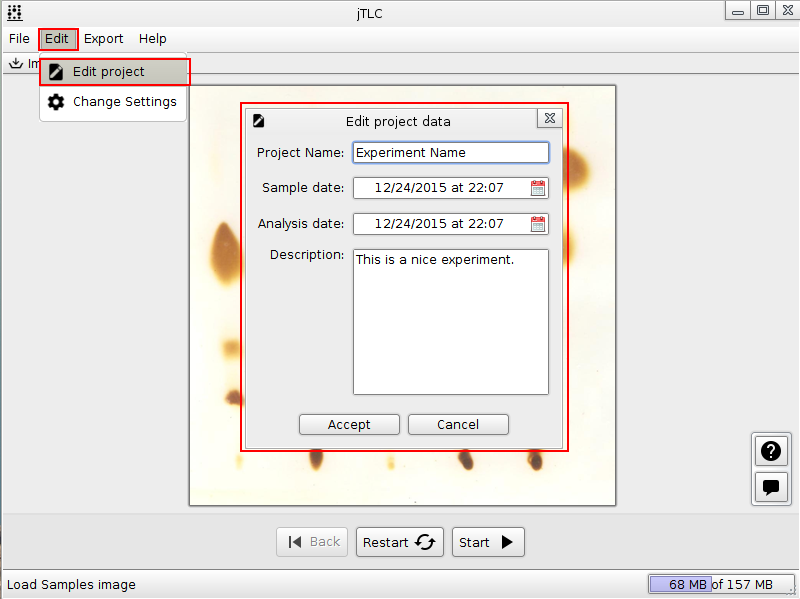 jTLC
File Edit Export Help
Im
Edit project
Change Settings
Edit project data
Project Name: Experiment Name
Sample date: 12/24/2015 at 22:07
Analysis date: 12/24/2015 at 22:07
Description: This is a nice experiment.
Accept Cancel
?
Back Restart Start
Load Samples image 68 MB of 157 MB